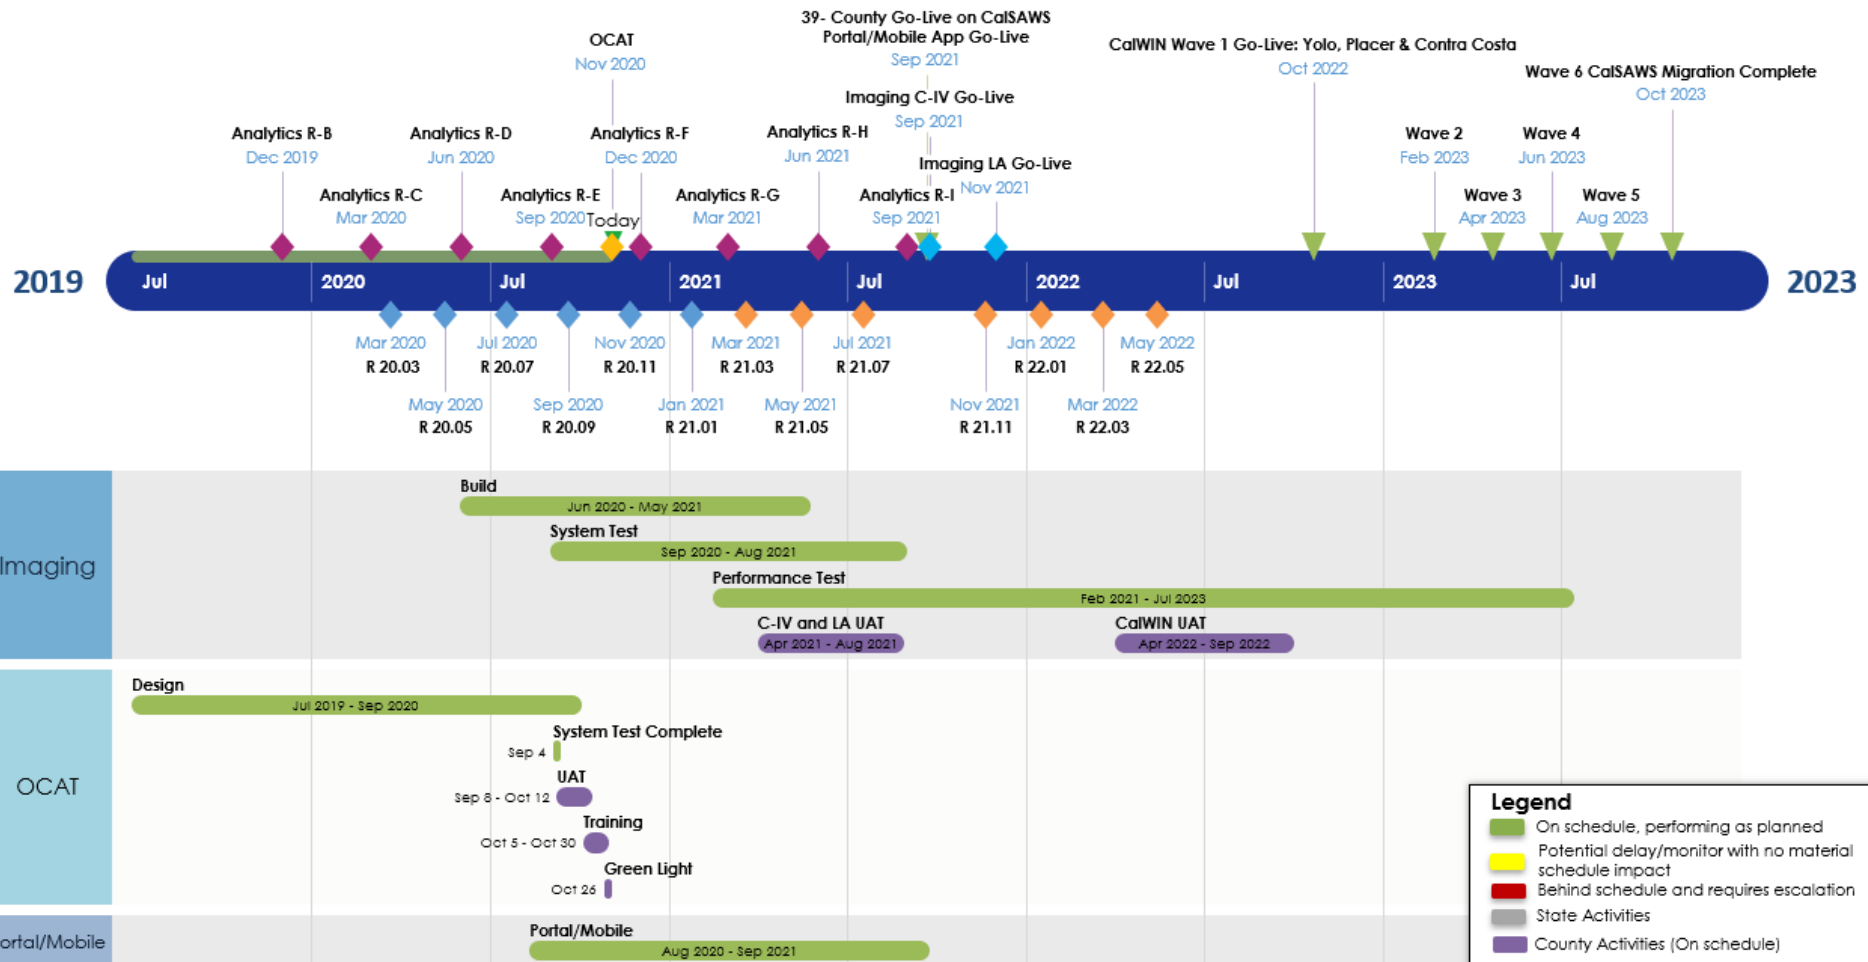 39- County Go-Live on CalSAWS
Portal/Mobile App Go-Live
Sep 2021
OCAT
Nov 2020
CalWIN Wave 1 Go-Live: Yolo, Placer & Contra Costa
Oct 2022
Wave 6 CalSAWS Migration Complete
Oct 2023
Imaging C-IV Go-Live
Sep 2021
Analytics R-B
Dec 2019
Analytics R-D
Jun 2020
Analytics R-F
Dec 2020
Analytics R-H
Jun 2021
Imaging LA Go-Live
Nov 2021
Wave 2
Feb 2023
Wave 4
Jun 2023
Analytics R-C
Mar 2020
Analytics R-E
Sep 2020
Today
Analytics R-G
Mar 2021
Analytics R-I
Sep 2021
Wave 3
Apr 2023
Wave 5
Aug 2023
2019
Jul
2020
Jul
2021
Jul
2022
Jul
2023
Jul
2023
Mar 2020
R 20.03
Jul 2020
R 20.07
Nov 2020
R 20.11
Mar 2021
R 21.03
Jul 2021
R 21.07
Jan 2022
R 22.01
May 2022
R 22.05
May 2020
R 20.05
Sep 2020
R 20.09
Jan 2021
R 21.01
May 2021
R 21.05
Nov 2021
R 21.11
Mar 2022
R 22.03
Imaging
Build
Jun 2020 - May 2021
System Test
Sep 2020 - Aug 2021
Performance Test
Feb 2021 - Jul 2023
C-IV and LA UAT
Apr 2021 - Aug 2021
CalWIN UAT
Apr 2022 - Sep 2022
OCAT
Design
Jul 2019 - Sep 2020
System Test Complete
Sep 4
UAT
Sep 8 - Oct 12
Training
Oct 5 - Oct 30
Green Light
Oct 26
ortal/Mobile
Portal/Mobile
Aug 2020 - Sep 2021
Legend
On schedule, performing as planned
Potential delay/monitor with no material
schedule impact
Behind schedule and requires escalation
State Activities
County Activities (On schedule)